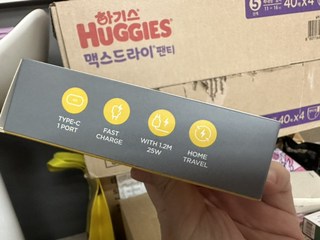 하기스
HUGGIES
맥스드라이 팬티
5
40 X 4
40 X 4
TYPE-C
1 PORT
FAST
CHARGE
WITH 1.2M
25W
HOME
TRAVEL